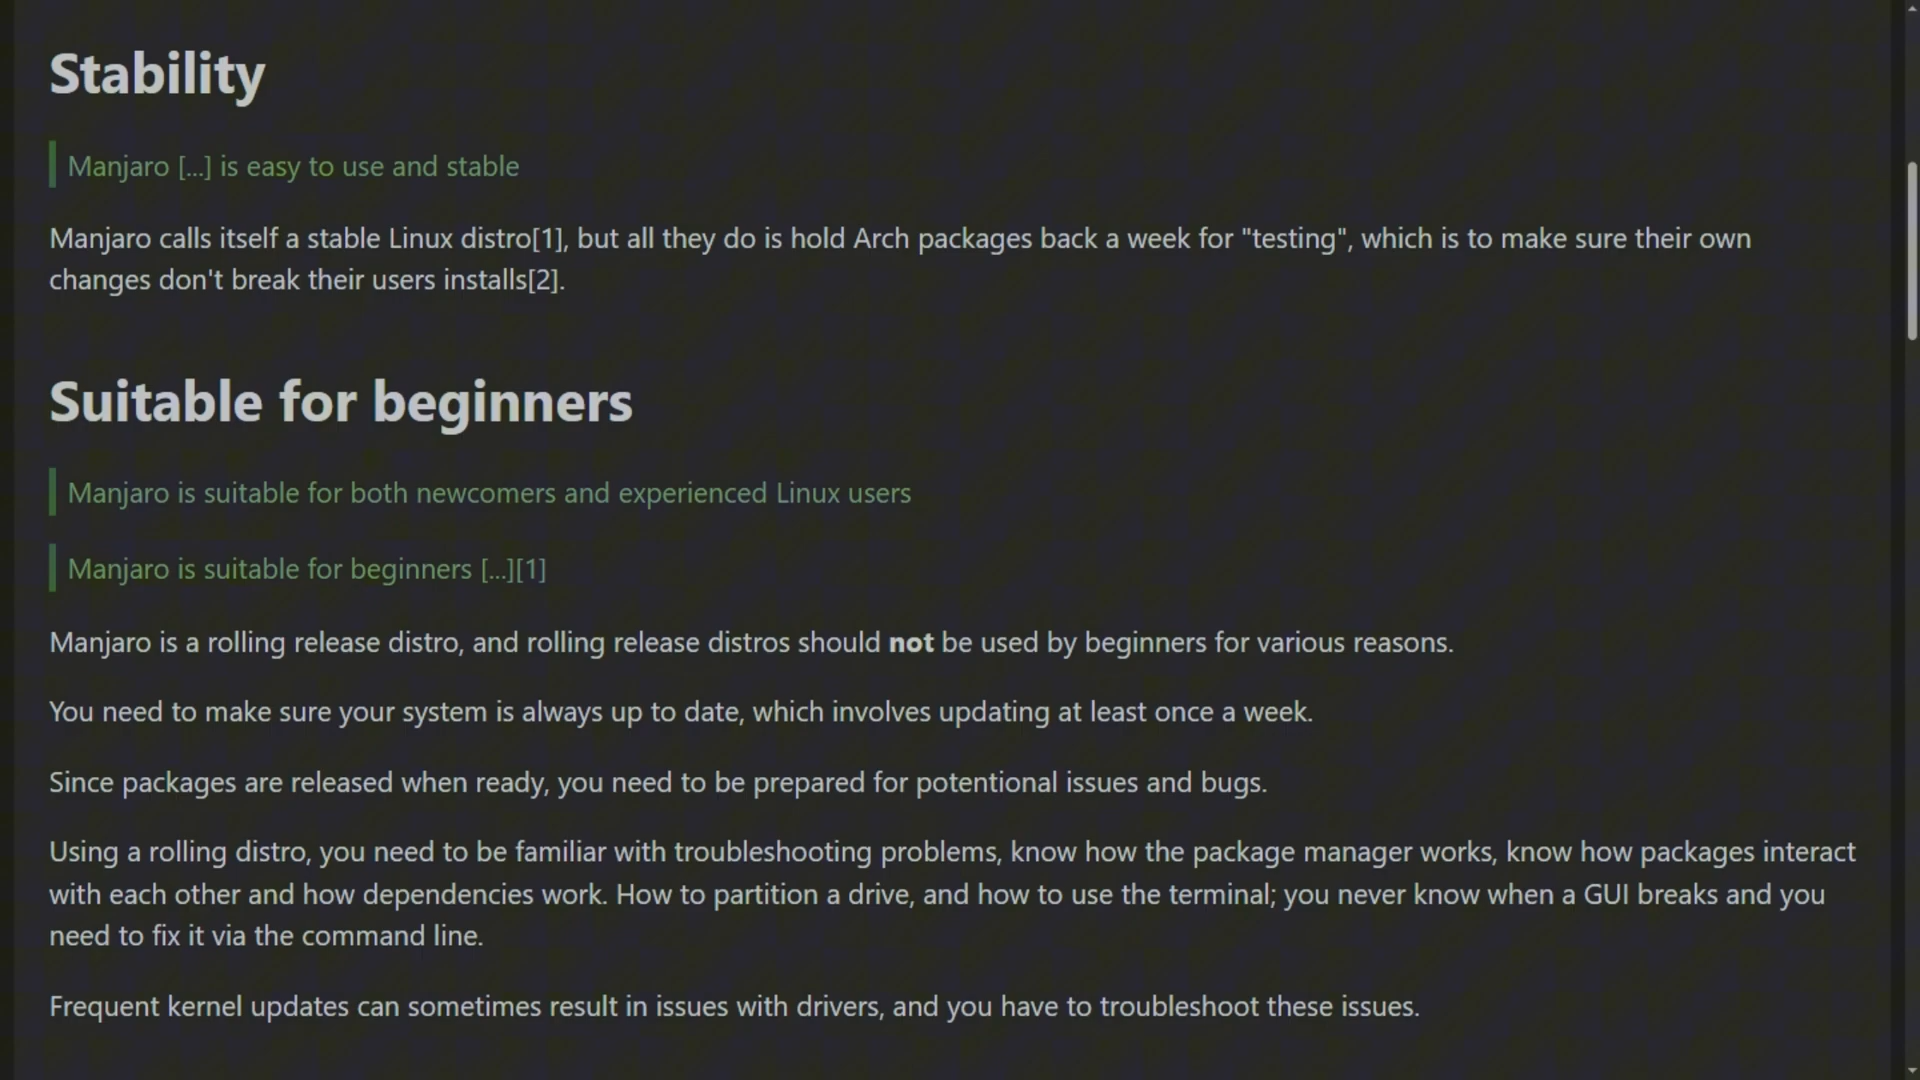 Stability
Manjaro [...] is easy to use and stable
Manjaro calls itself a stable Linux distro[1], but all they do is hold Arch packages back a week for "testing", which is to make sure their own
changes don't break their users installs[2].
Suitable for beginners
Manjaro is suitable for both newcomers and experienced Linux users
Manjaro is suitable for beginners [...][1]
Manjaro is a rolling release distro, and rolling release distros should not be used by beginners for various reasons.
You need to make sure your system is always up to date, which involves updating at least once a week.
Since packages are released when ready, you need to be prepared for potentional issues and bugs.
Using a rolling distro, you need to be familiar with troubleshooting problems, know how the package manager works, know how packages interact
with each other and how dependencies work. How to partition a drive, and how to use the terminal; you never know when a GUI breaks and you
need to fix it via the command line.
Frequent kernel updates can sometimes result in issues with drivers, and you have to troubleshoot these issues.